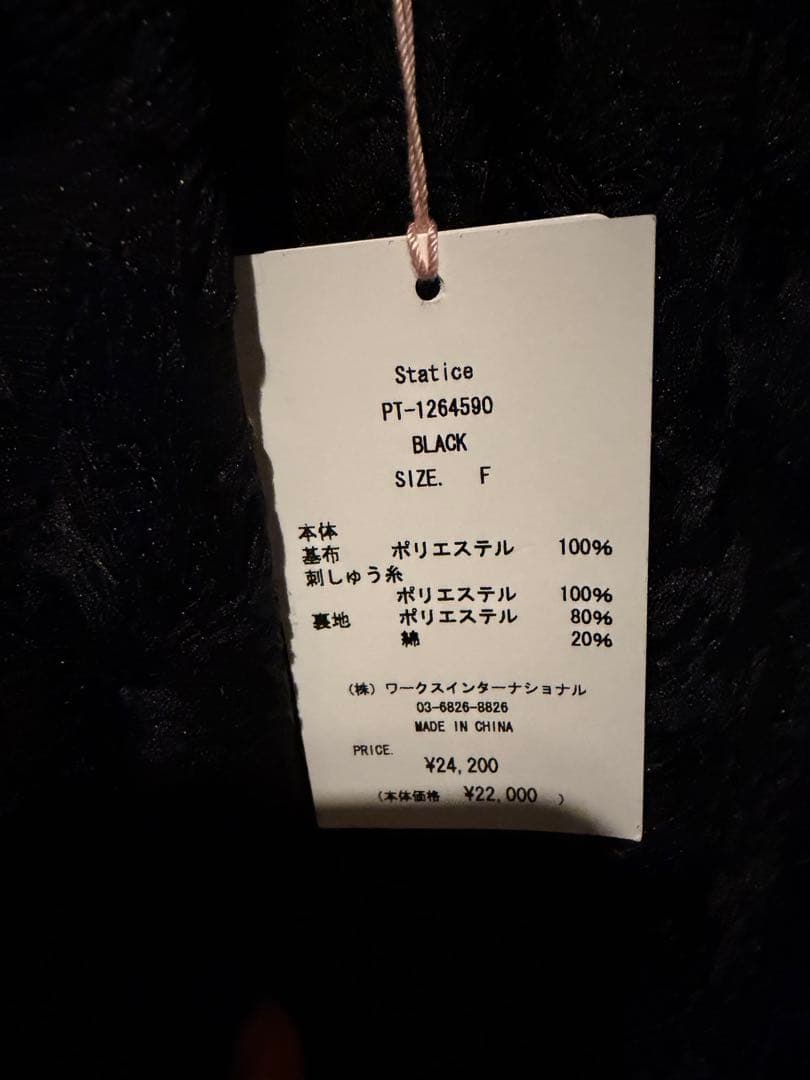 Statice
PT-1264590
BLACK
SIZE. F
本体
基布 ポリエステル 100%
刺しゅう糸
ポリエステル 100%
裏地 ポリエステル 80%
綿 20%
(株)ワークスインターナショナル
03-6826-8826
MADE IN CHINA
PRICE.
¥24,200
(本体価格 ¥22,000 )